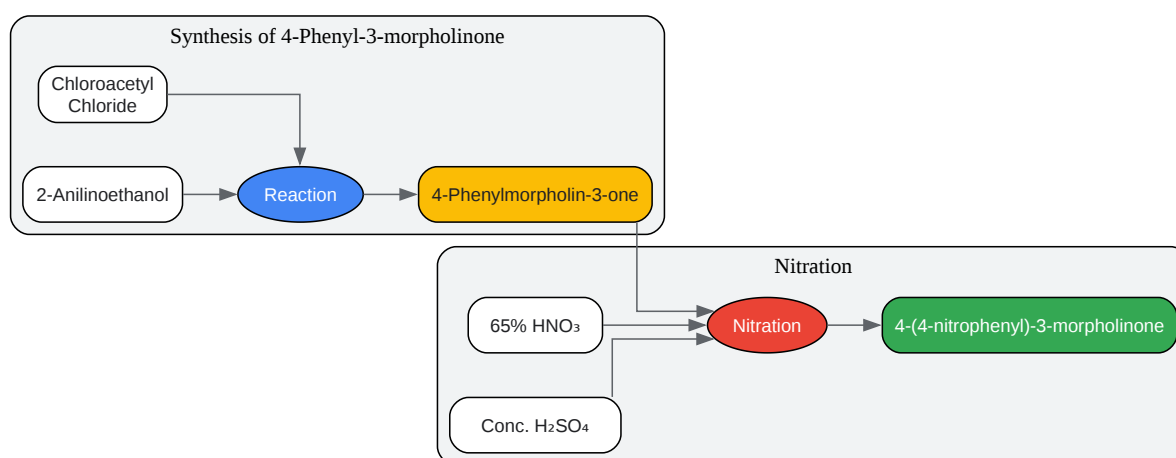 Synthesis of 4-Phenyl-3-morpholinone
Chloroacetyl
Chloride
2-Anilinoethanol
Reaction
4-Phenylmorpholin-3-one
Nitration
65% HNO₃
Nitration
4-(4-nitrophenyl)-3-morpholinone
Conc. H₂SO₄